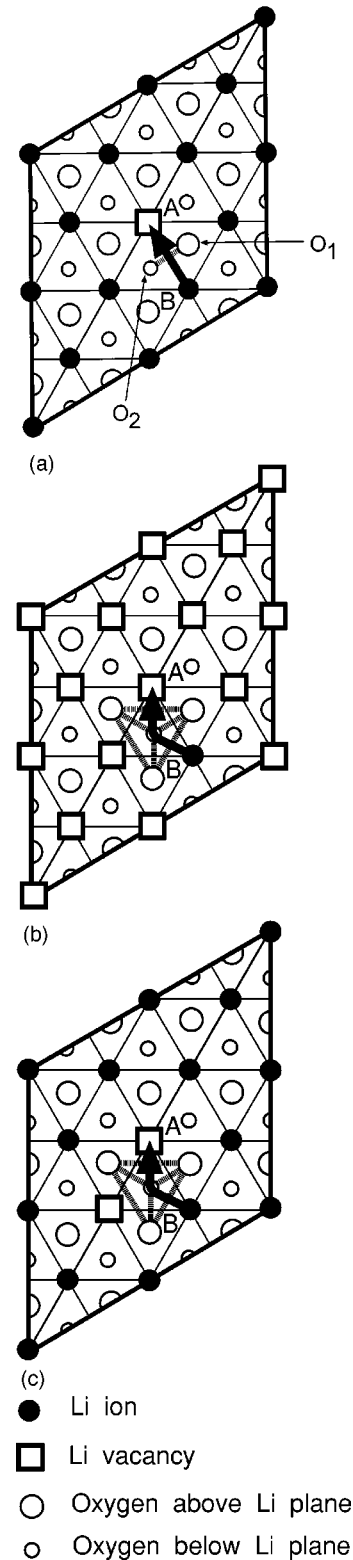 A
O1
B
O2
(a)
A
B
(b)
A
B
(c)
Li ion
Li vacancy
Oxygen above Li plane
Oxygen below Li plane